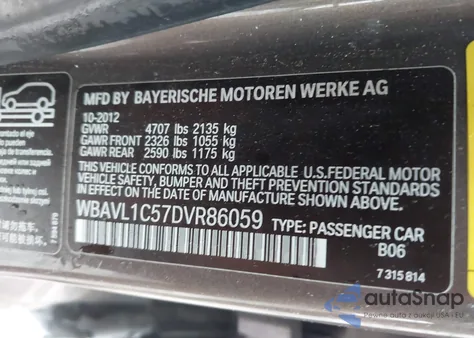 MFD BY BAYERISCHE MOTOREN WERKE AG
10-2012
GVWR 4707 lbs 2135 kg
GAWR FRONT 2326 lbs 1055 kg
GAWR REAR 2590 lbs 1175 kg
THIS VEHICLE CONFORMS TO ALL APPLICABLE U.S.FEDERAL MOTOR
VEHICLE SAFETY, BUMPER AND THEFT PREVENTION STANDARDS
IN EFFECT ON THE DATE OF MANUFACTURE SHOWN ABOVE.
WBAVL1C57DVR86059 TYPE: PASSENGER CAR
B06
7 315 814
contacto el eje
autoSnap